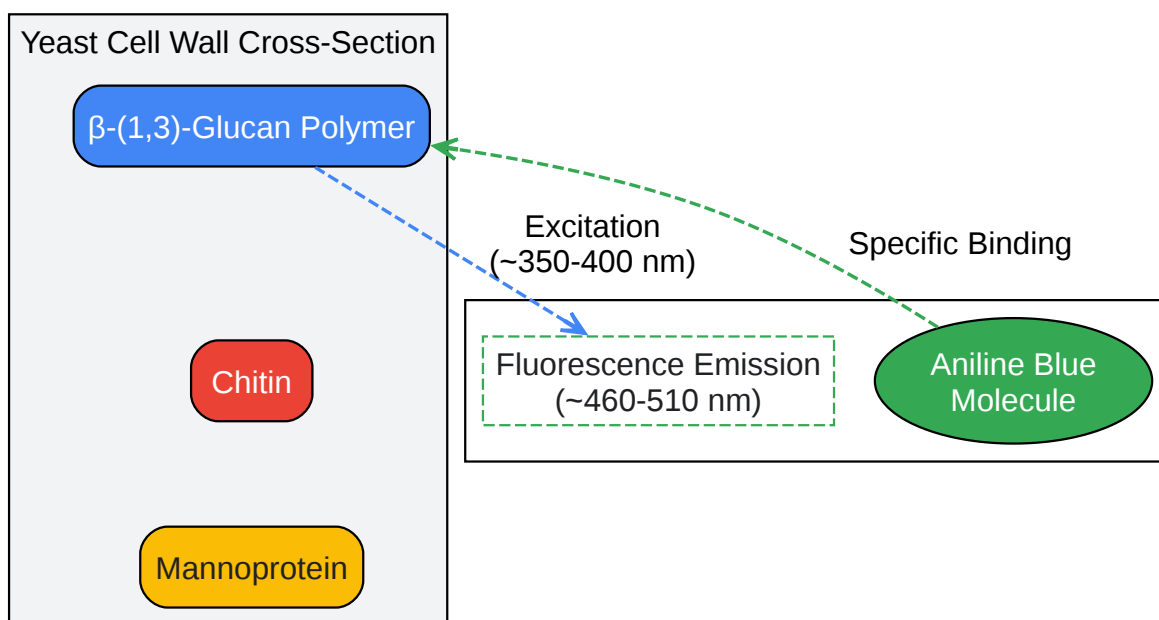 Yeast Cell Wall Cross-Section
β-(1,3)-Glucan Polymer
Excitation
(~350-400 nm)
Specific Binding
Fluorescence Emission
(~460-510 nm)
Aniline Blue
Molecule
Chitin
Mannoprotein